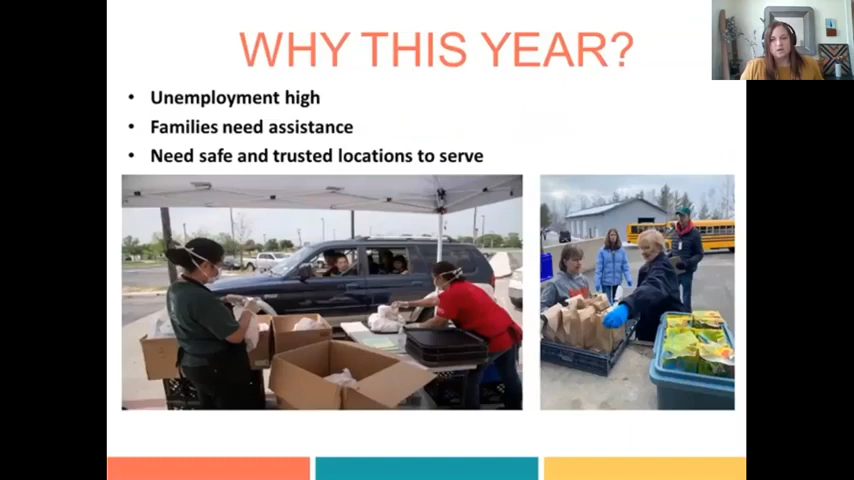 WHY THIS YEAR?
• Unemployment high
• Families need assistance
• Need safe and trusted locations to serve